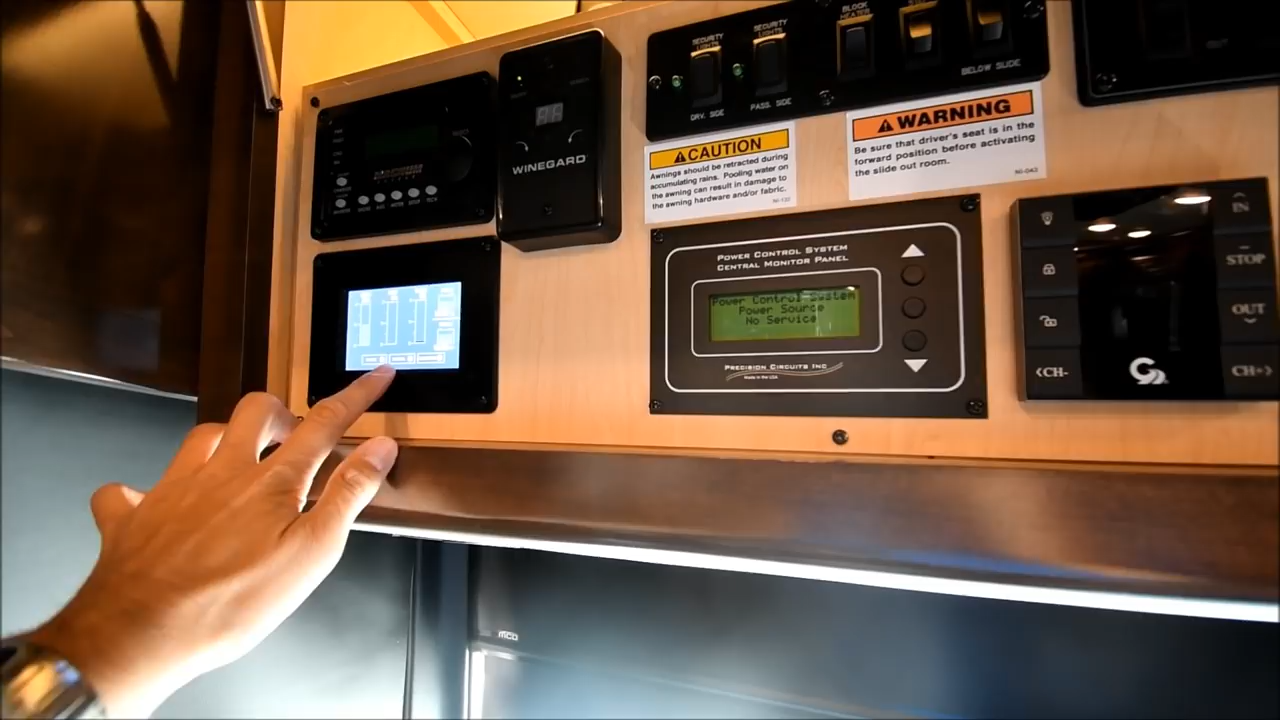 SECURITY
LIGHTS
DRV. SIDE
SECURITY
LIGHTS
PASS. SIDE
BLOCK
HEATER
BELOW SLIDE
WINEGARD
CAUTION
Awnings should be retracted during
accumulating rains. Pooling water on
the awning can result in damage to
the awning hardware and/or fabric.
WARNING
Be sure that driver's seat is in the
forward position before activating
the slide out room.
POWER CONTROL SYSTEM
CENTRAL MONITOR PANEL
Power Control System
Power Source
No Service
PRECISION CIRCUITS INC
Made in the USA
IN
STOP
OUT
<CH-
CH+>